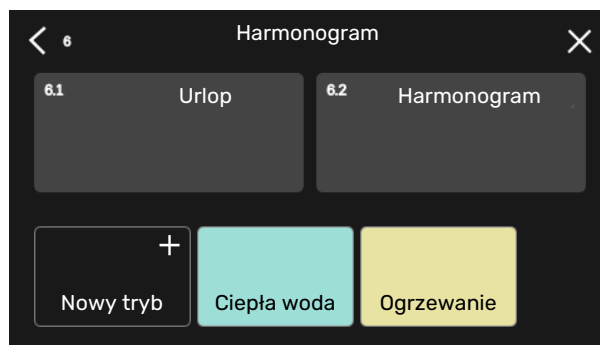 6 Harmonogram
6.1 Urlop
6.2 Harmonogram
Nowy tryb
Ciepła woda
Ogrzewanie